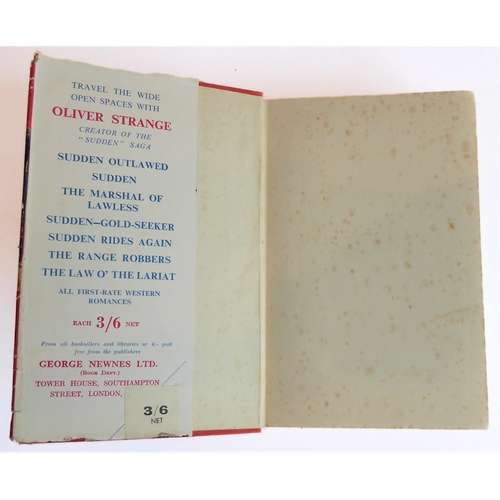 TRAVEL THE WIDE
OPEN SPACES WITH
OLIVER STRANGE
CREATOR OF THE
"SUDDEN" SAGA
SUDDEN OUTLAWED
SUDDEN
THE MARSHAL OF
LAWLESS
SUDDEN—GOLD-SEEKER
SUDDEN RIDES AGAIN
THE RANGE ROBBERS
THE LAW O' THE LARIAT
ALL FIRST-RATE WESTERN
ROMANCES
EACH 3/6 NET
From all booksellers and libraries or 4/- post
free from the publishers
GEORGE NEWNES LTD.
(BOOK DEPT.)
TOWER HOUSE, SOUTHAMPTON
STREET, LONDON,
3/6
NET